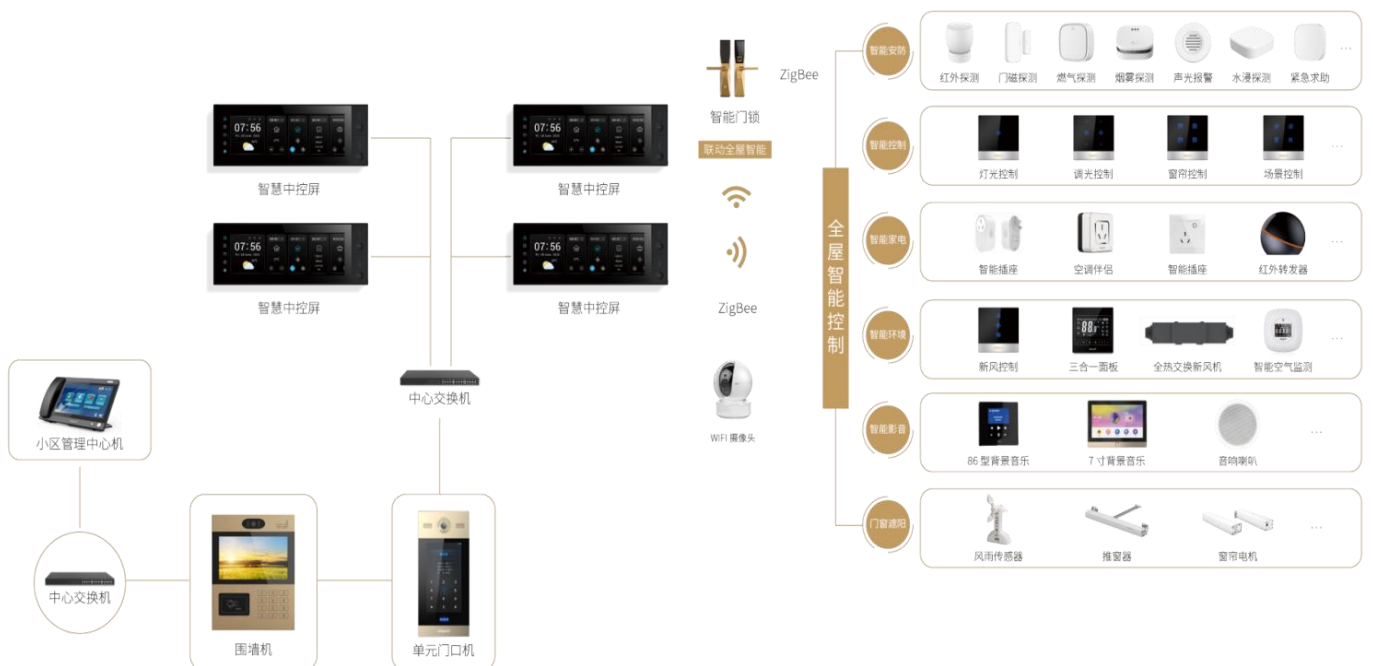 07:56
智慧中控屏
07:56
智慧中控屏
07:56
智慧中控屏
07:56
智慧中控屏
中心交换机
小区管理中心机
中心交换机
围墙机
单元门口机
ZigBee
智能门锁
联动全屋智能
ZigBee
WIFI 摄像头
全屋智能控制
智能安防
红外探测
门磁探测
燃气探测
烟雾探测
声光报警
水浸探测
紧急求助
...
智能控制
灯光控制
调光控制
窗帘控制
场景控制
...
智能家电
智能插座
空调伴侣
智能插座
红外转发器
...
智能环境
新风控制
三合一面板
全热交换新风机
智能空气监测
...
智能影音
86 型背景音乐
7 寸背景音乐
音响喇叭
...
门窗遮阳
风雨传感器
推窗器
窗帘电机
...